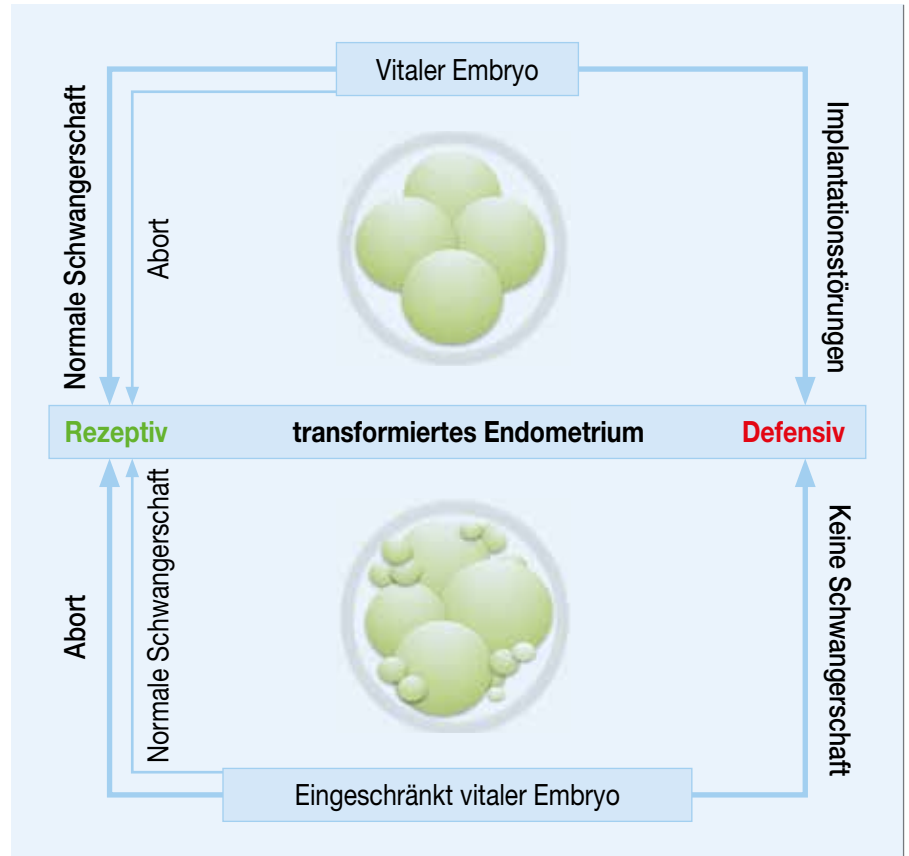 Vitaler Embryo
Normale Schwangerschaft
Abort
Implantationsstörungen
Rezeptiv transformiertes Endometrium Defensiv
Abort
Normale Schwangerschaft
Keine Schwangerschaft
Eingeschränkt vitaler Embryo